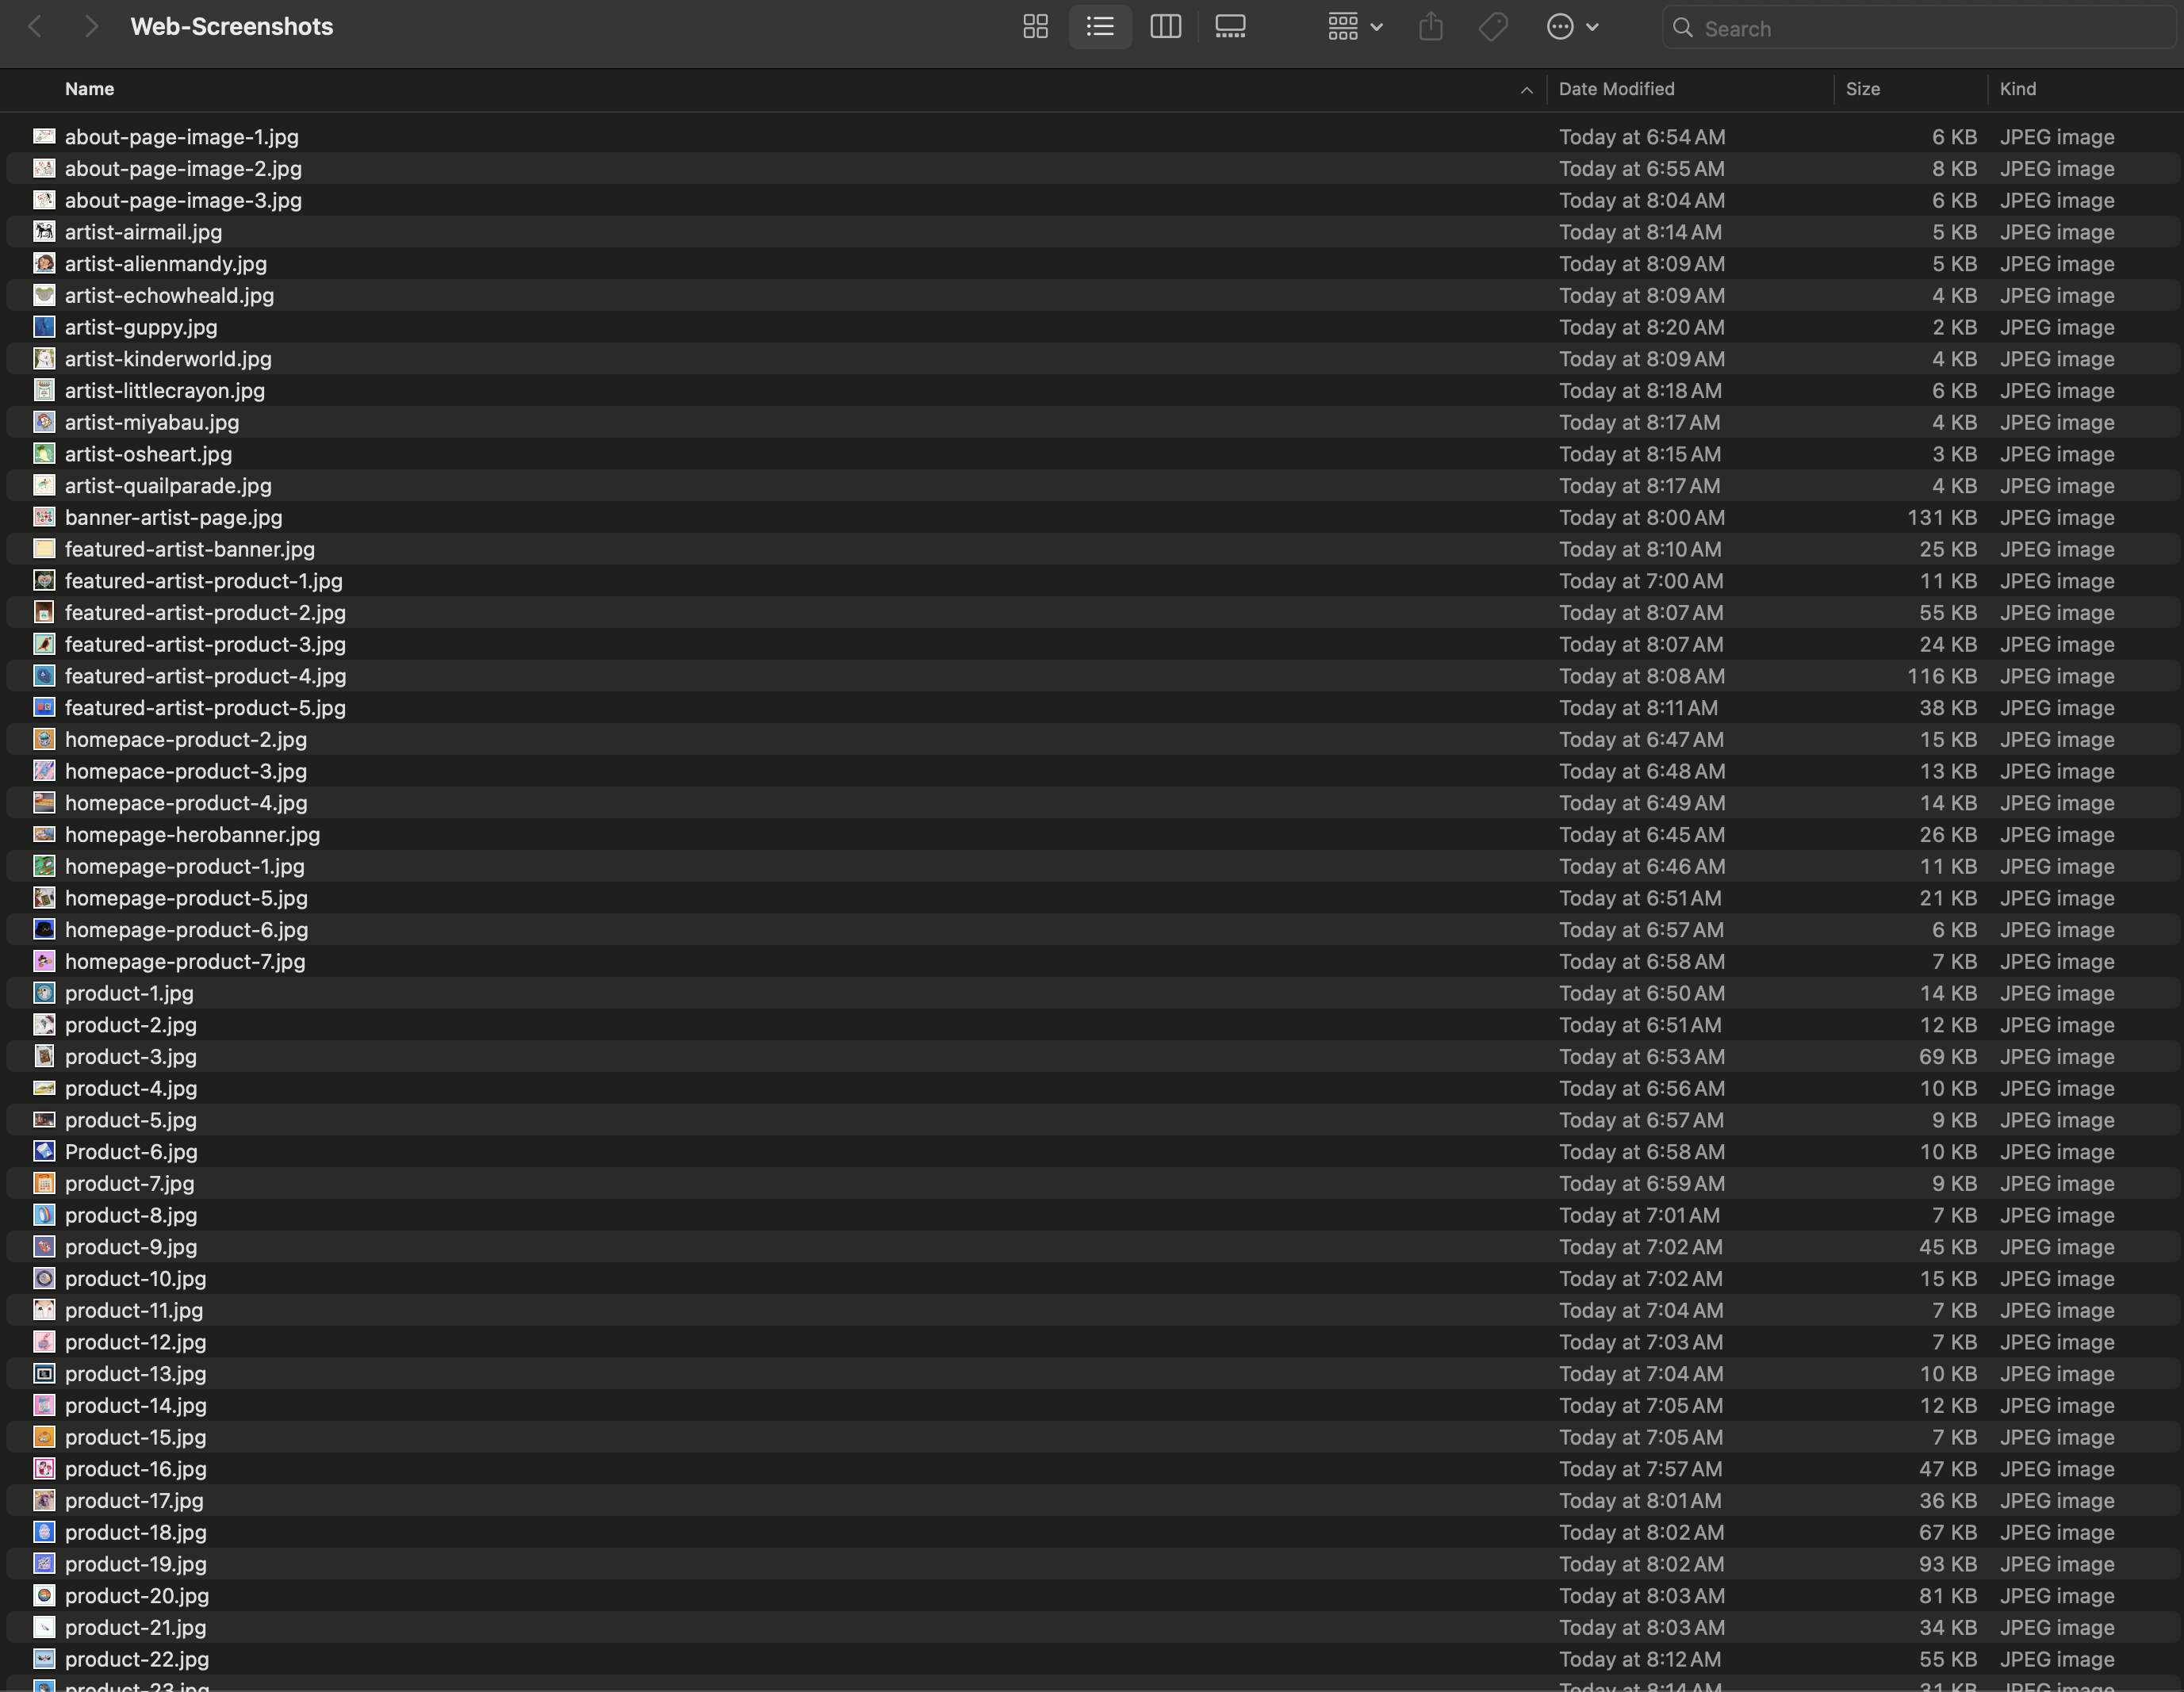 Web-Screenshots
Search
Name Date Modified Size Kind
about-page-image-1.jpg Today at 6:54 AM 6 KB JPEG image
about-page-image-2.jpg Today at 6:55 AM 8 KB JPEG image
about-page-image-3.jpg Today at 8:04 AM 6 KB JPEG image
artist-airmail.jpg Today at 8:14 AM 5 KB JPEG image
artist-alienmandy.jpg Today at 8:09 AM 5 KB JPEG image
artist-echowheald.jpg Today at 8:09 AM 4 KB JPEG image
artist-guppy.jpg Today at 8:20 AM 2 KB JPEG image
artist-kinderworld.jpg Today at 8:09 AM 4 KB JPEG image
artist-littlecrayon.jpg Today at 8:18 AM 6 KB JPEG image
artist-miyabau.jpg Today at 8:17 AM 4 KB JPEG image
artist-osheart.jpg Today at 8:15 AM 3 KB JPEG image
artist-quailparade.jpg Today at 8:17 AM 4 KB JPEG image
banner-artist-page.jpg Today at 8:00 AM 131 KB JPEG image
featured-artist-banner.jpg Today at 8:10 AM 25 KB JPEG image
featured-artist-product-1.jpg Today at 7:00 AM 11 KB JPEG image
featured-artist-product-2.jpg Today at 8:07 AM 55 KB JPEG image
featured-artist-product-3.jpg Today at 8:07 AM 24 KB JPEG image
featured-artist-product-4.jpg Today at 8:08 AM 116 KB JPEG image
featured-artist-product-5.jpg Today at 8:11 AM 38 KB JPEG image
homepace-product-2.jpg Today at 6:47 AM 15 KB JPEG image
homepace-product-3.jpg Today at 6:48 AM 13 KB JPEG image
homepace-product-4.jpg Today at 6:49 AM 14 KB JPEG image
homepage-herobanner.jpg Today at 6:45 AM 26 KB JPEG image
homepage-product-1.jpg Today at 6:46 AM 11 KB JPEG image
homepage-product-5.jpg Today at 6:51 AM 21 KB JPEG image
homepage-product-6.jpg Today at 6:57 AM 6 KB JPEG image
homepage-product-7.jpg Today at 6:58 AM 7 KB JPEG image
product-1.jpg Today at 6:50 AM 14 KB JPEG image
product-2.jpg Today at 6:51 AM 12 KB JPEG image
product-3.jpg Today at 6:53 AM 69 KB JPEG image
product-4.jpg Today at 6:56 AM 10 KB JPEG image
product-5.jpg Today at 6:57 AM 9 KB JPEG image
Product-6.jpg Today at 6:58 AM 10 KB JPEG image
product-7.jpg Today at 6:59 AM 9 KB JPEG image
product-8.jpg Today at 7:01 AM 7 KB JPEG image
product-9.jpg Today at 7:02 AM 45 KB JPEG image
product-10.jpg Today at 7:02 AM 15 KB JPEG image
product-11.jpg Today at 7:04 AM 7 KB JPEG image
product-12.jpg Today at 7:03 AM 7 KB JPEG image
product-13.jpg Today at 7:04 AM 10 KB JPEG image
product-14.jpg Today at 7:05 AM 12 KB JPEG image
product-15.jpg Today at 7:05 AM 7 KB JPEG image
product-16.jpg Today at 7:57 AM 47 KB JPEG image
product-17.jpg Today at 8:01 AM 36 KB JPEG image
product-18.jpg Today at 8:02 AM 67 KB JPEG image
product-19.jpg Today at 8:02 AM 93 KB JPEG image
product-20.jpg Today at 8:03 AM 81 KB JPEG image
product-21.jpg Today at 8:03 AM 34 KB JPEG image
product-22.jpg Today at 8:12 AM 55 KB JPEG image
product-23.jpg Today at 8:14 AM 31 KB JPEG image